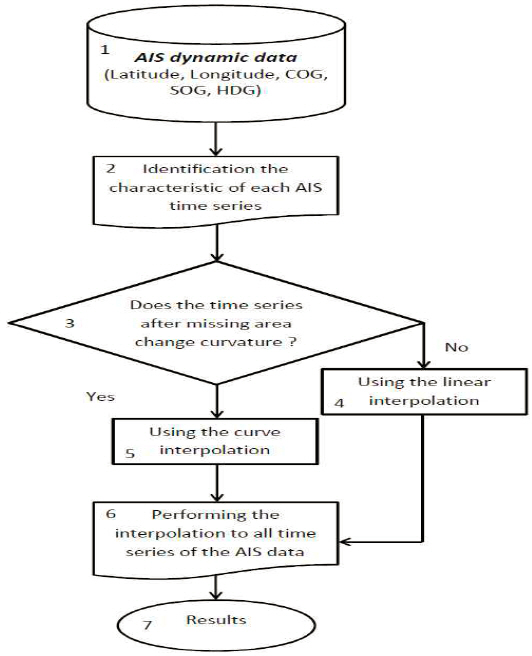 1
AIS dynamic data
(Latitude, Longitude, COG,
SOG, HDG)
2 Identification the
characteristic of each AIS
time series
Does the time series
3 after missing area
change curvature ?
No
Yes
Using the linear
4 interpolation
Using the curve
5 interpolation
6 Performing the
interpolation to all time
series of the AIS data
7 Results